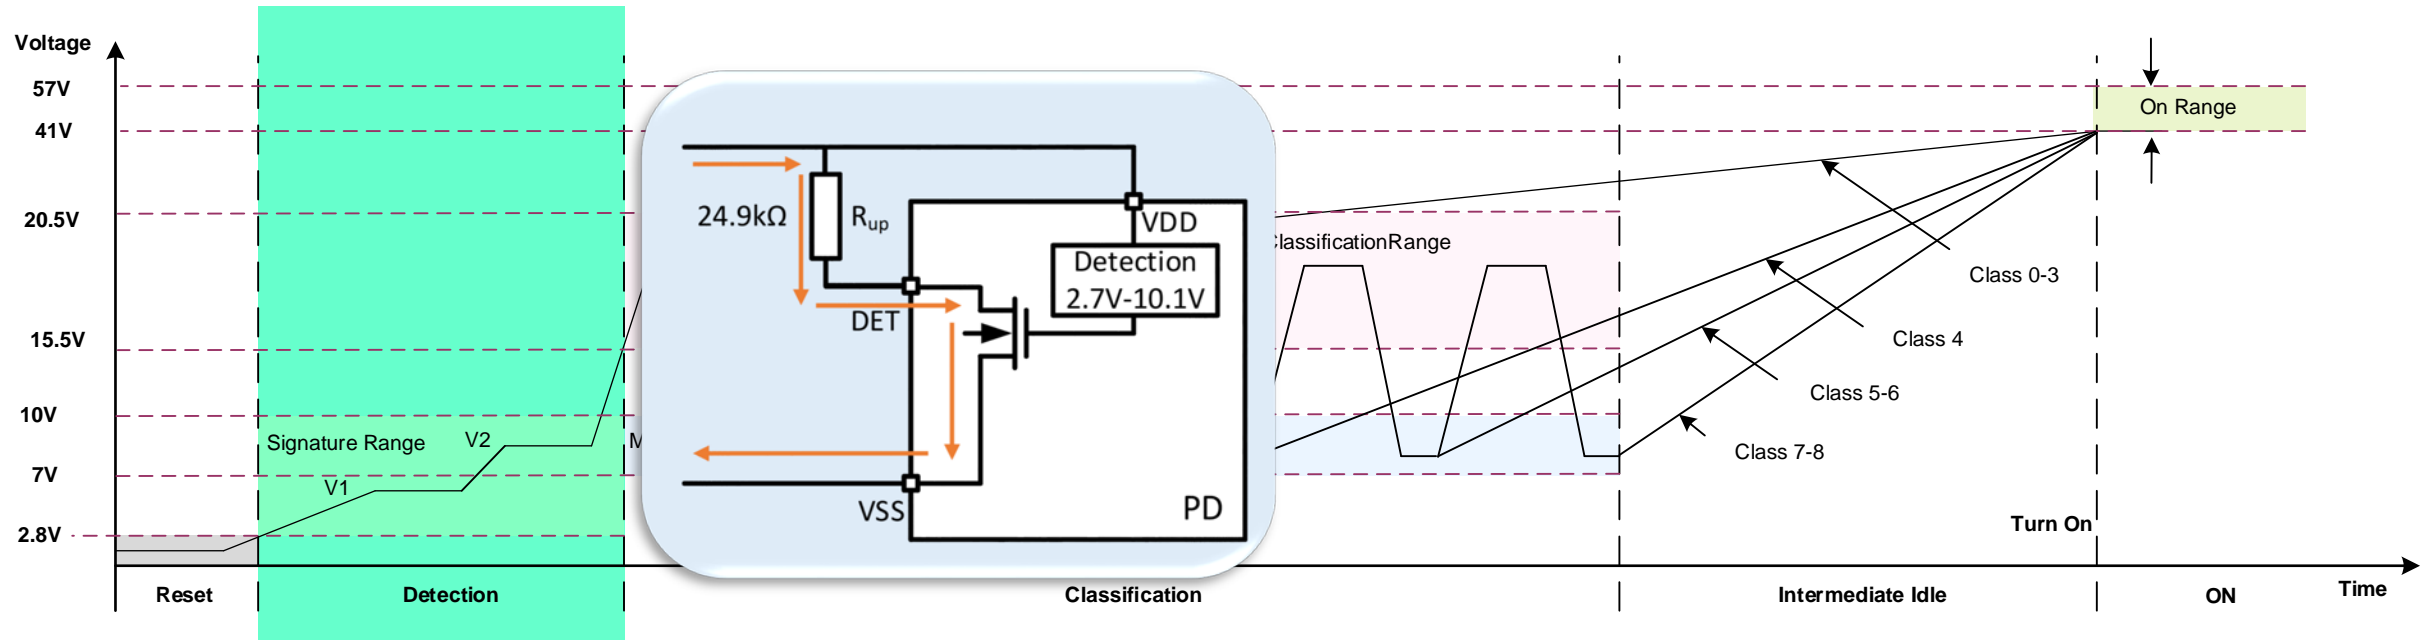 Voltage
57V
41V
20.5V
15.5V
10V
7V
2.8V
Signature Range
V1
V2
M
24.9kΩ
Rup
VDD
Detection
2.7V-10.1V
DET
VSS
PD
lassificationRange
On Range
Class 0-3
Class 4
Class 5-6
Class 7-8
Turn On
Reset
Detection
Classification
Intermediate Idle
ON
Time